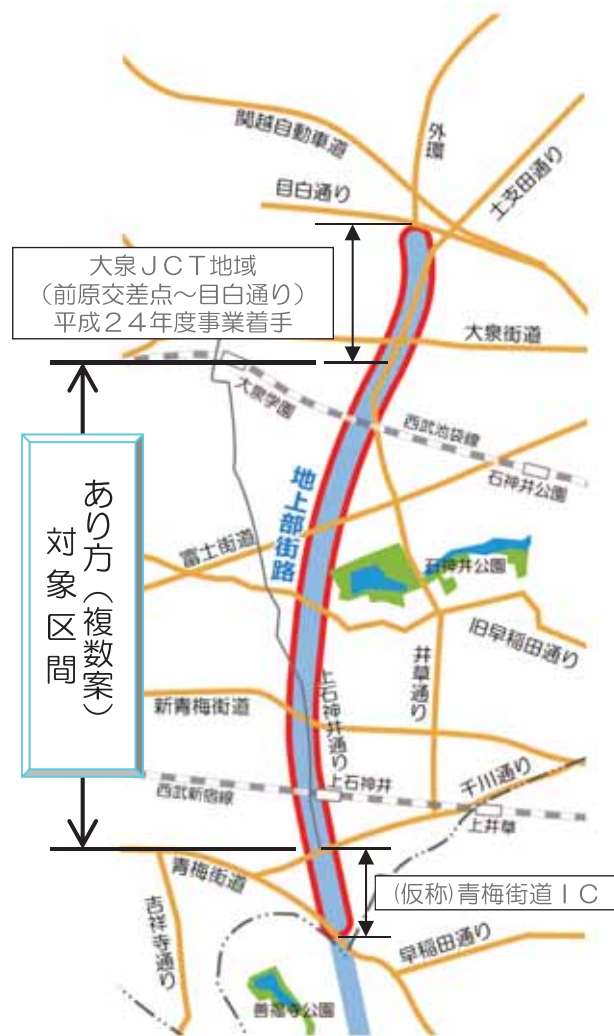 関越自動車道
外環
土支田通り
目白通り
大泉JCT地域
(前原交差点～目白通り)
平成24年度事業着手
大泉街道
大泉学園
西武池袋線
石神井公園
地上部街路
あり方(複数案)
対象区間
富士街道
石神井公園
旧早稲田通り
井草通り
上石神井通り
新青梅街道
千川通り
西武新宿線
上石神井
上井草
青梅街道
(仮称)青梅街道IC
吉祥寺通り
早稲田通り
善福寺公園